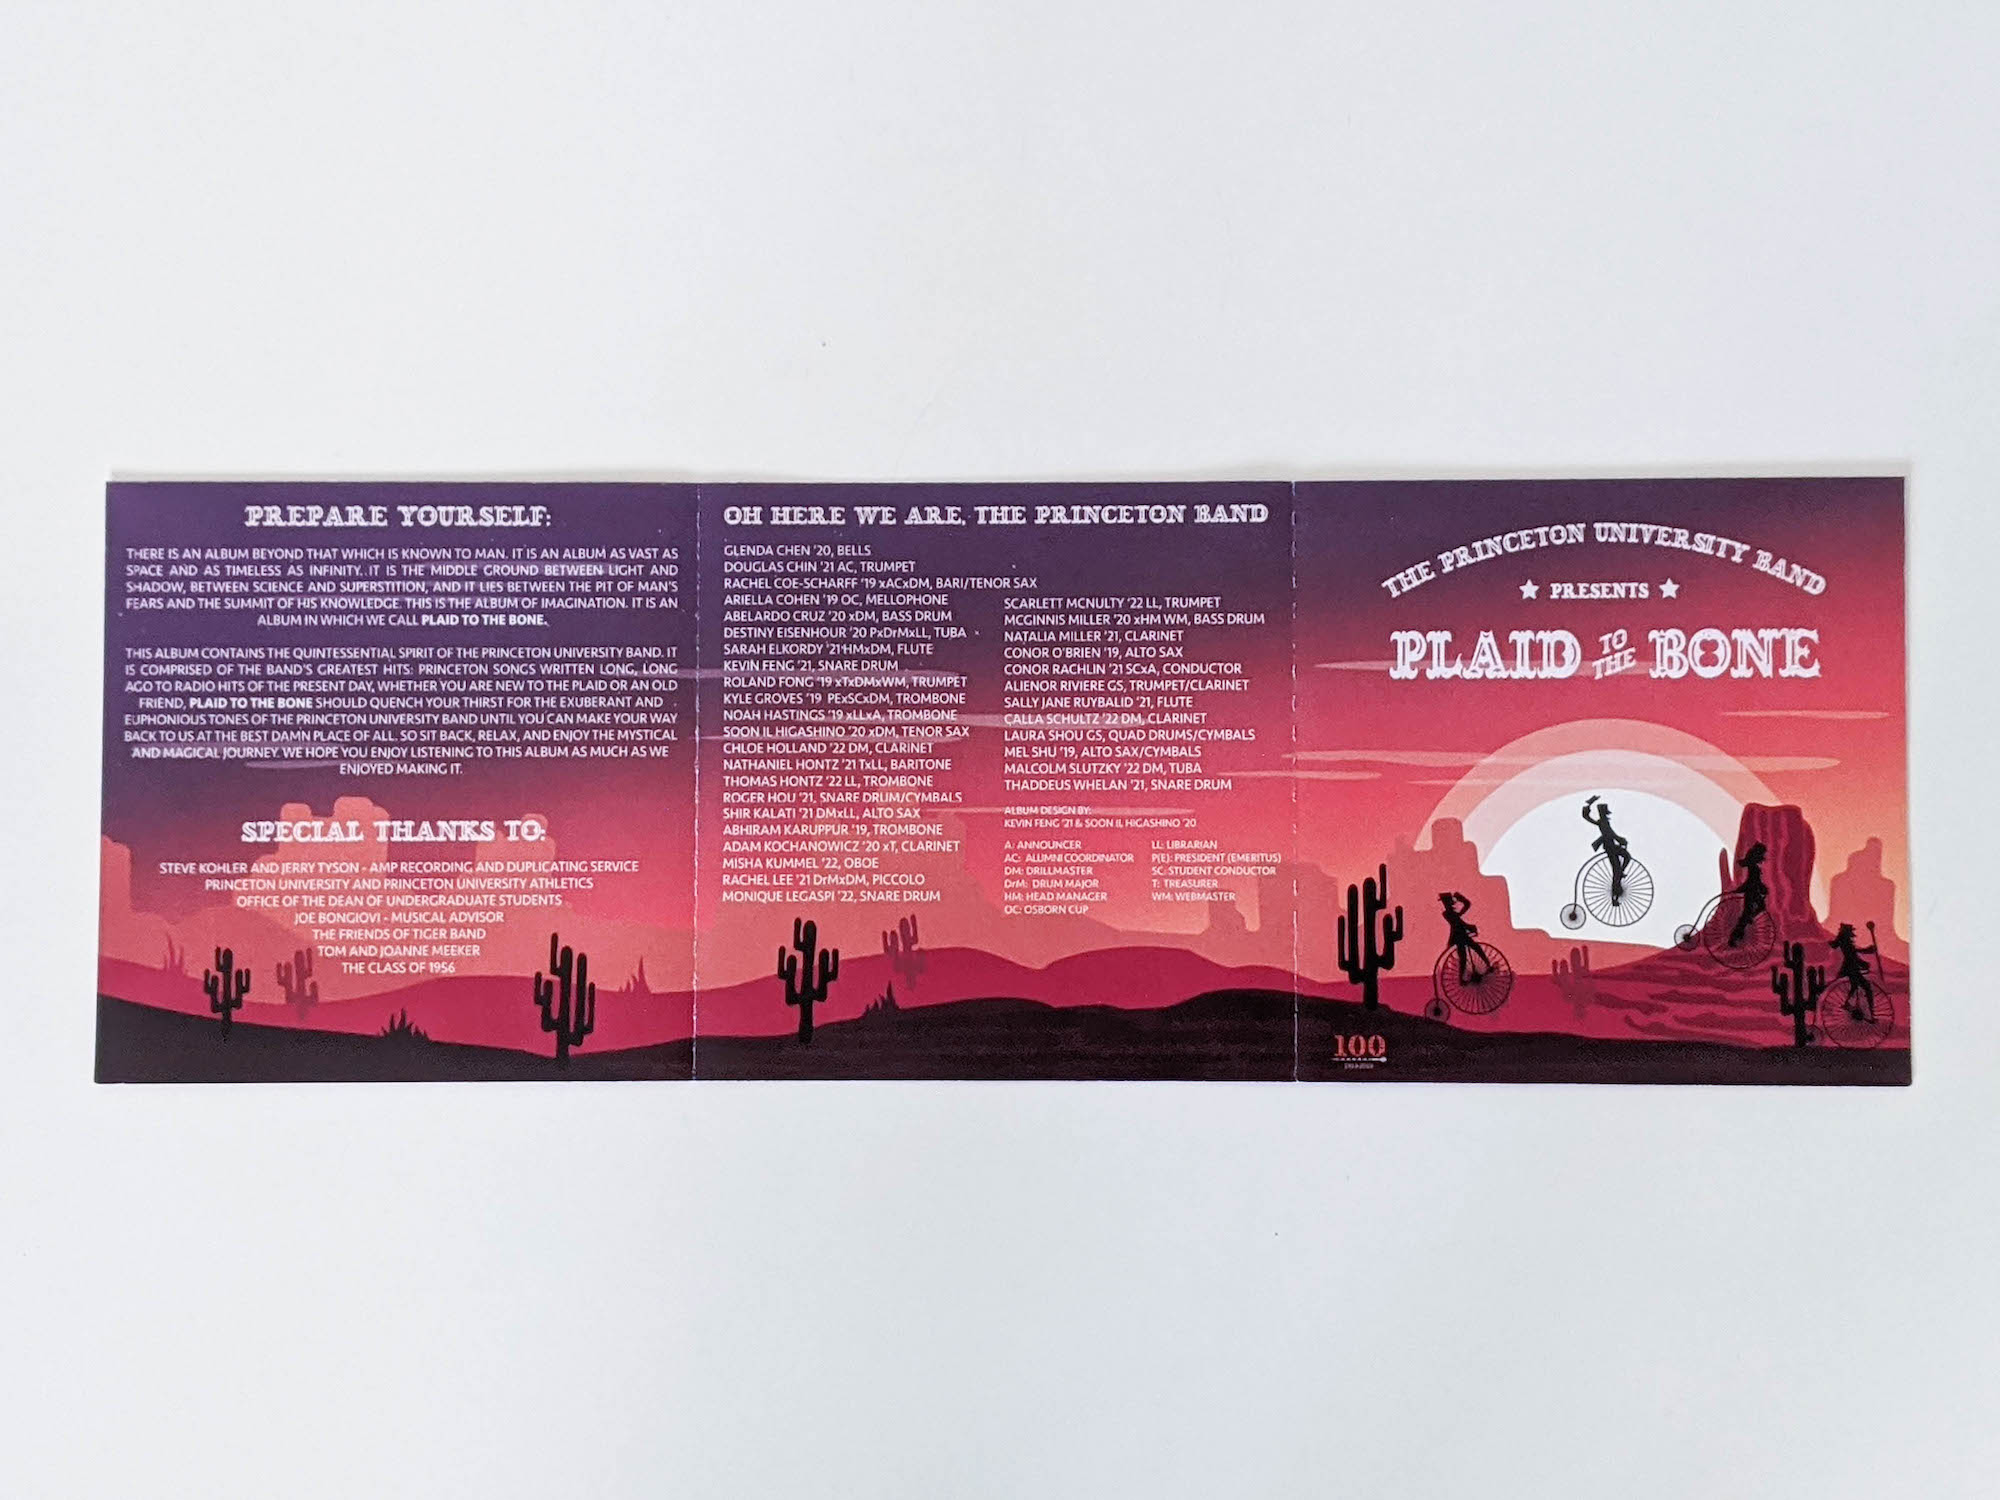 PREPARE YOURSELF:
THERE IS AN ALBUM BEYOND THAT WHICH IS KNOWN TO MAN. IT IS AN ALBUM AS VAST AS
SPACE AND AS TIMELESS AS INFINITY. IT IS THE MIDDLE GROUND BETWEEN LIGHT AND
SHADOW, BETWEEN SCIENCE AND SUPERSTITION, AND IT LIES BETWEEN THE PIT OF MAN'S
FEARS AND THE SUMMIT OF HIS KNOWLEDGE. THIS IS THE ALBUM OF IMAGINATION. IT IS AN
ALBUM IN WHICH WE CALL PLAID TO THE BONE.
THIS ALBUM CONTAINS THE QUINTESSENTIAL SPIRIT OF THE PRINCETON UNIVERSITY BAND. IT
IS COMPRISED OF THE BAND'S GREATEST HITS: PRINCETON SONGS WRITTEN LONG, LONG
AGO TO RADIO HITS OF THE PRESENT DAY, WHETHER YOU ARE NEW TO THE PLAID OR AN OLD
FRIEND, PLAID TO THE BONE SHOULD QUENCH YOUR THIRST FOR THE EXUBERANT AND
EUPHONIOUS TONES OF THE PRINCETON UNIVERSITY BAND UNTIL YOU CAN MAKE YOUR WAY
BACK TO US AT THE BEST DAMN PLACE OF ALL. SO SIT BACK, RELAX, AND ENJOY THE MYSTICAL
AND MAGICAL JOURNEY. WE HOPE YOU ENJOY LISTENING TO THIS ALBUM AS MUCH AS WE
ENJOYED MAKING IT.
SPECIAL THANKS TO:
STEVE KOHLER AND JERRY TYSON - AMP RECORDING AND DUPLICATING SERVICE
PRINCETON UNIVERSITY AND PRINCETON UNIVERSITY ATHLETICS
OFFICE OF THE DEAN OF UNDERGRADUATE STUDENTS
JOE BONGIOVI - MUSICAL ADVISOR
THE FRIENDS OF TIGER BAND
TOM AND JOANNE MEEKER
THE CLASS OF 1956
OH HERE WE ARE, THE PRINCETON BAND
GLENDA CHEN '20, BELLS
DOUGLAS CHIN '21 AC, TRUMPET
RACHEL COE-SCHARFF '19 xACxDM, BARI/TENOR SAX
ARIELLA COHEN '19 OC, MELLOPHONE
ABELARDO CRUZ '20 xDM, BASS DRUM
DESTINY EISENHOUR '20 PxDrMxLL, TUBA
SARAH ELKORDY '21 HMxDM, FLUTE
KEVIN FENG '21, SNARE DRUM
ROLAND FONG '19 xTxDMxWM, TRUMPET
KYLE GROVES '19 PExSCxDM, TROMBONE
NOAH HASTINGS '19 xLLxA, TROMBONE
SOON IL HIGASHINO '20 xDM, TENOR SAX
CHLOE HOLLAND '22 DM, CLARINET
NATHANIEL HONTZ '21 TxLL, BARITONE
THOMAS HONTZ '22 LL, TROMBONE
ROGER HOU '21, SNARE DRUM/CYMBALS
SHIR KALATI '21 DMxLL, ALTO SAX
ABHIRAM KARUPPUR '19, TROMBONE
ADAM KOCHANOWICZ '20 xT, CLARINET
MISHA KUMMEL '22, OBOE
RACHEL LEE '21 DrMxDM, PICCOLO
MONIQUE LEGASPI '22, SNARE DRUM
SCARLETT MCNULTY '22 LL, TRUMPET
MCGINNIS MILLER '20 xHM WM, BASS DRUM
NATALIA MILLER '21, CLARINET
CONOR O'BRIEN '19, ALTO SAX
CONOR RACHLIN '21 SCxA, CONDUCTOR
ALIENOR RIVIERE GS, TRUMPET/CLARINET
SALLY JANE RUYBALID '21, FLUTE
CALLA SCHULTZ '22 DM, CLARINET
LAURA SHOU GS, QUAD DRUMS/CYMBALS
MEL SHU '19, ALTO SAX/CYMBALS
MALCOLM SLUTZKY '22 DM, TUBA
THADDEUS WHELAN '21, SNARE DRUM
ALBUM DESIGN BY:
KEVIN FENG '21 & SOON IL HIGASHINO '20
A: ANNOUNCER
AC: ALUMNI COORDINATOR
DM: DRILLMASTER
DrM: DRUM MAJOR
HM: HEAD MANAGER
OC: OSBORN CUP
LL: LIBRARIAN
P(E): PRESIDENT (EMERITUS)
SC: STUDENT CONDUCTOR
T: TREASURER
WM: WEBMASTER
THE PRINCETON UNIVERSITY BAND
PRESENTS
PLAID TO THE BONE
100